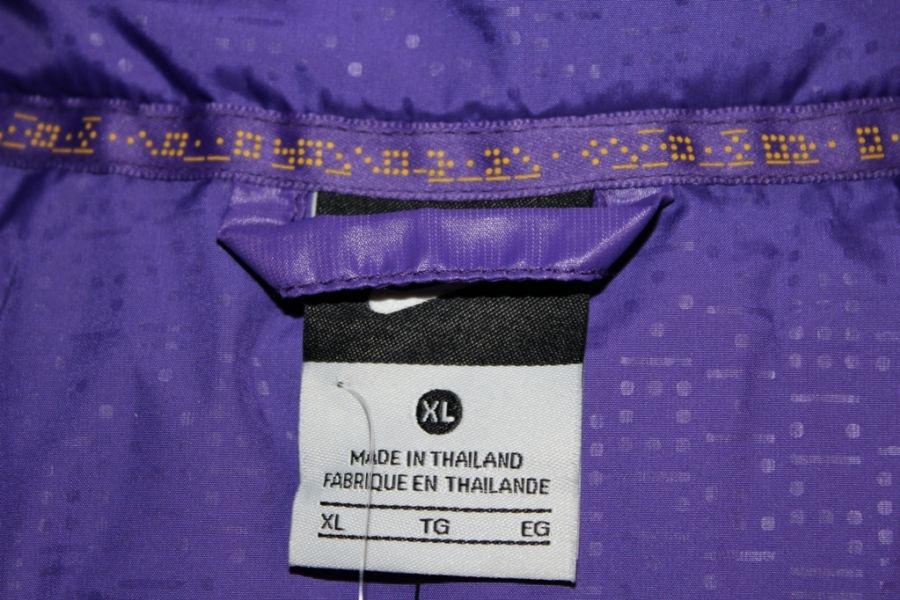 XL
MADE IN THAILAND
FABRIQUE EN THAILANDE
XL TG EG